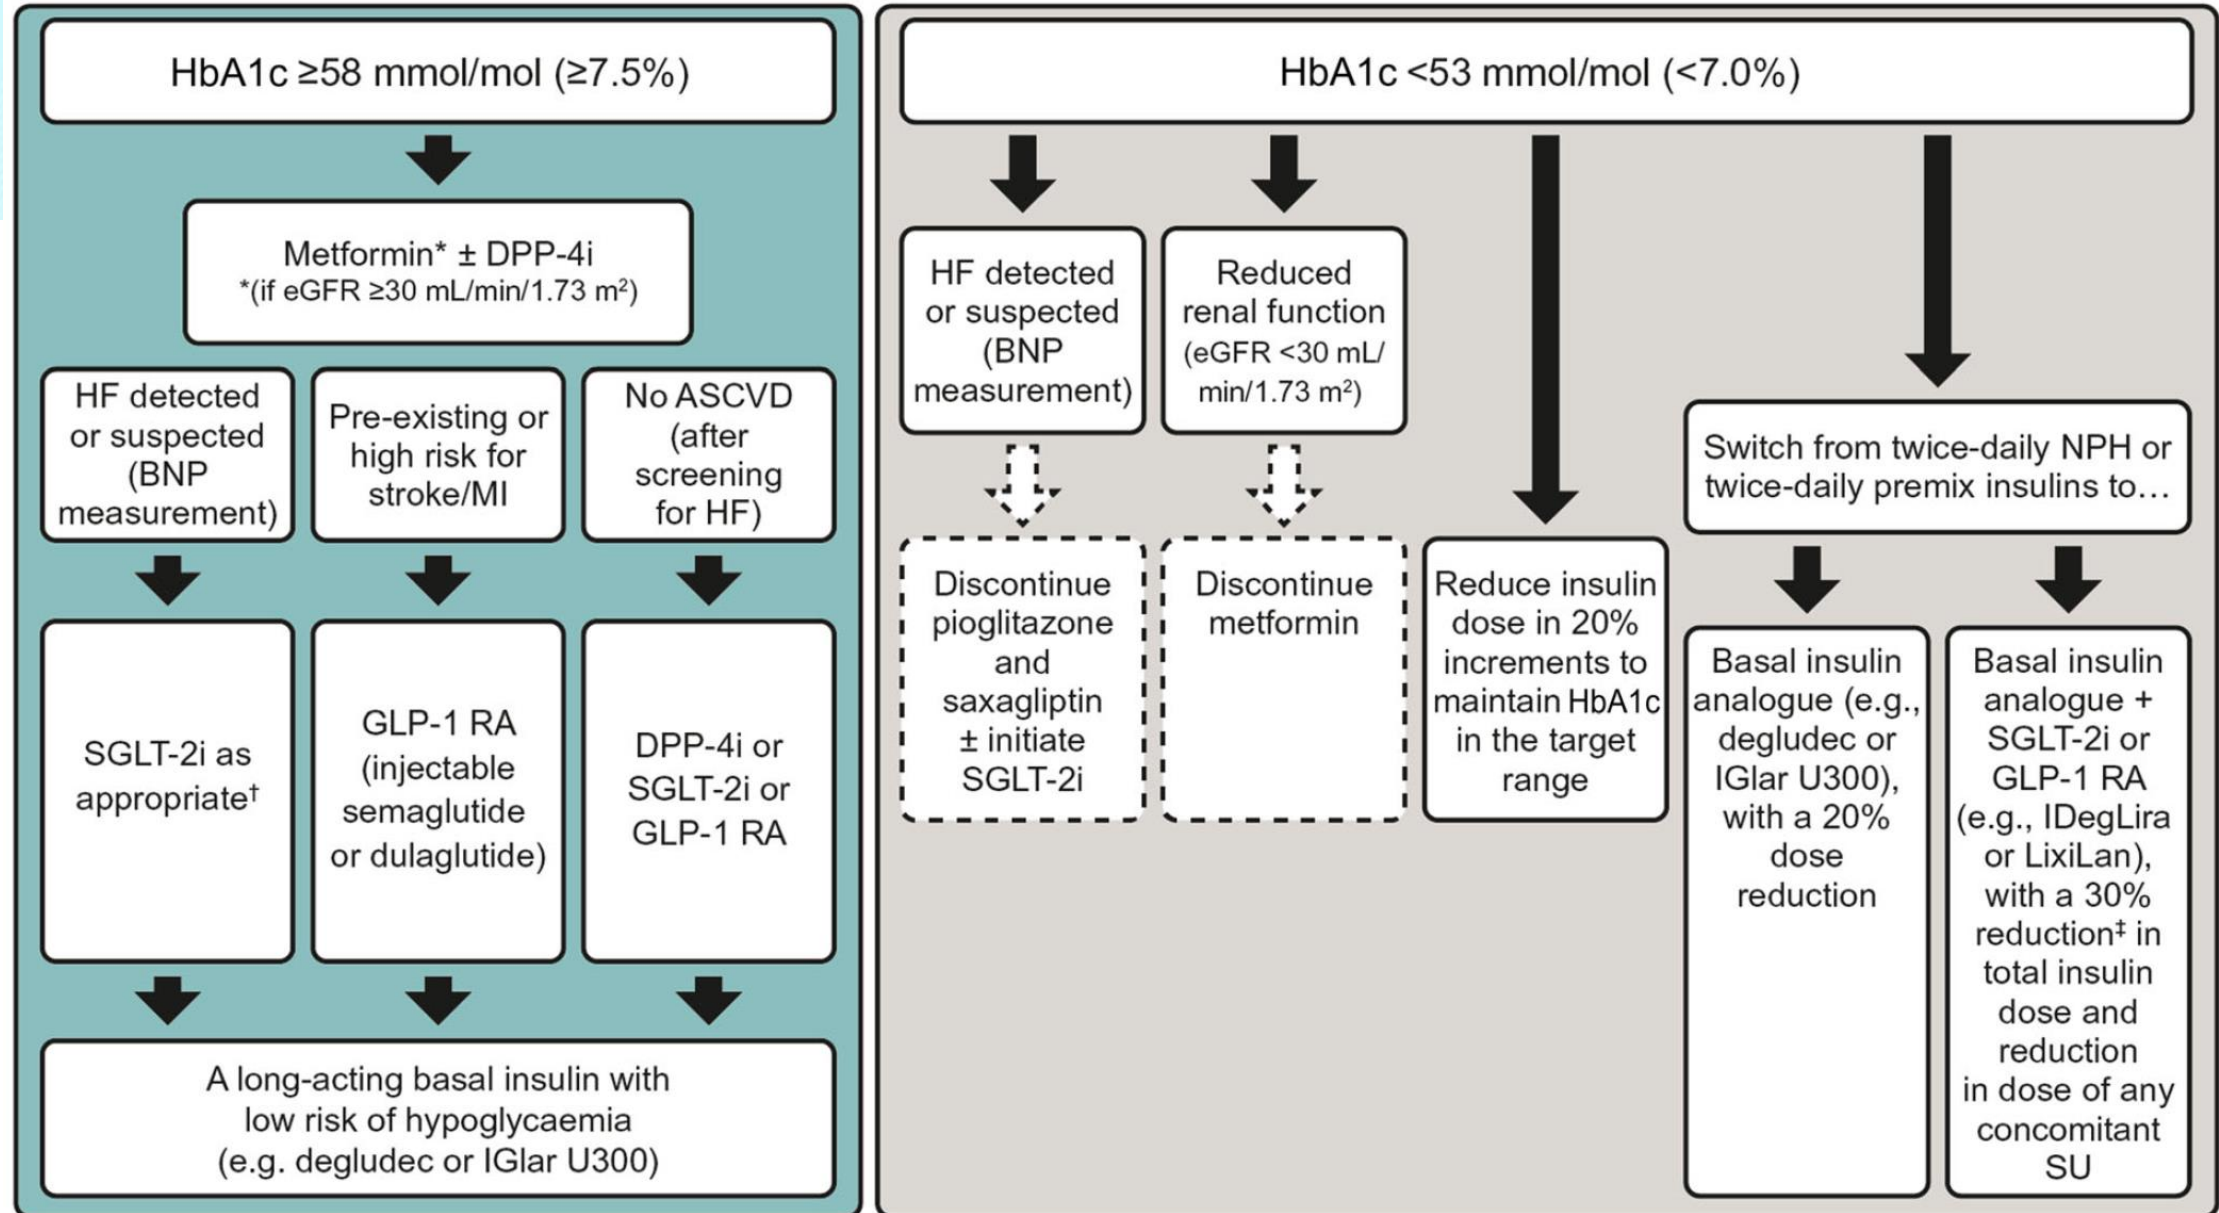 HbA1c ≥58 mmol/mol (≥7.5%)
Metformin* ± DPP-4i
*(if eGFR ≥30 mL/min/1.73 m²)
HF detected
or suspected
(BNP
measurement)
Pre-existing or
high risk for
stroke/MI
No ASCVD
(after
screening
for HF)
SGLT-2i as
appropriate†
GLP-1 RA
(injectable
semaglutide
or dulaglutide)
DPP-4i or
SGLT-2i or
GLP-1 RA
A long-acting basal insulin with
low risk of hypoglycaemia
(e.g. degludec or IGlar U300)
HbA1c <53 mmol/mol (<7.0%)
HF detected
or suspected
(BNP
measurement)
Reduced
renal function
(eGFR <30 mL/
min/1.73 m²)
Discontinue
pioglitazone
and
saxagliptin
± initiate
SGLT-2i
Discontinue
metformin
Reduce insulin
dose in 20%
increments to
maintain HbA1c
in the target
range
Switch from twice-daily NPH or
twice-daily premix insulins to…
Basal insulin
analogue (e.g.,
degludec or
IGlar U300),
with a 20%
dose
reduction
Basal insulin
analogue +
SGLT-2i or
GLP-1 RA
(e.g., IDegLira
or LixiLan),
with a 30%
reduction‡ in
total insulin
dose and
reduction
in dose of any
concomitant
SU